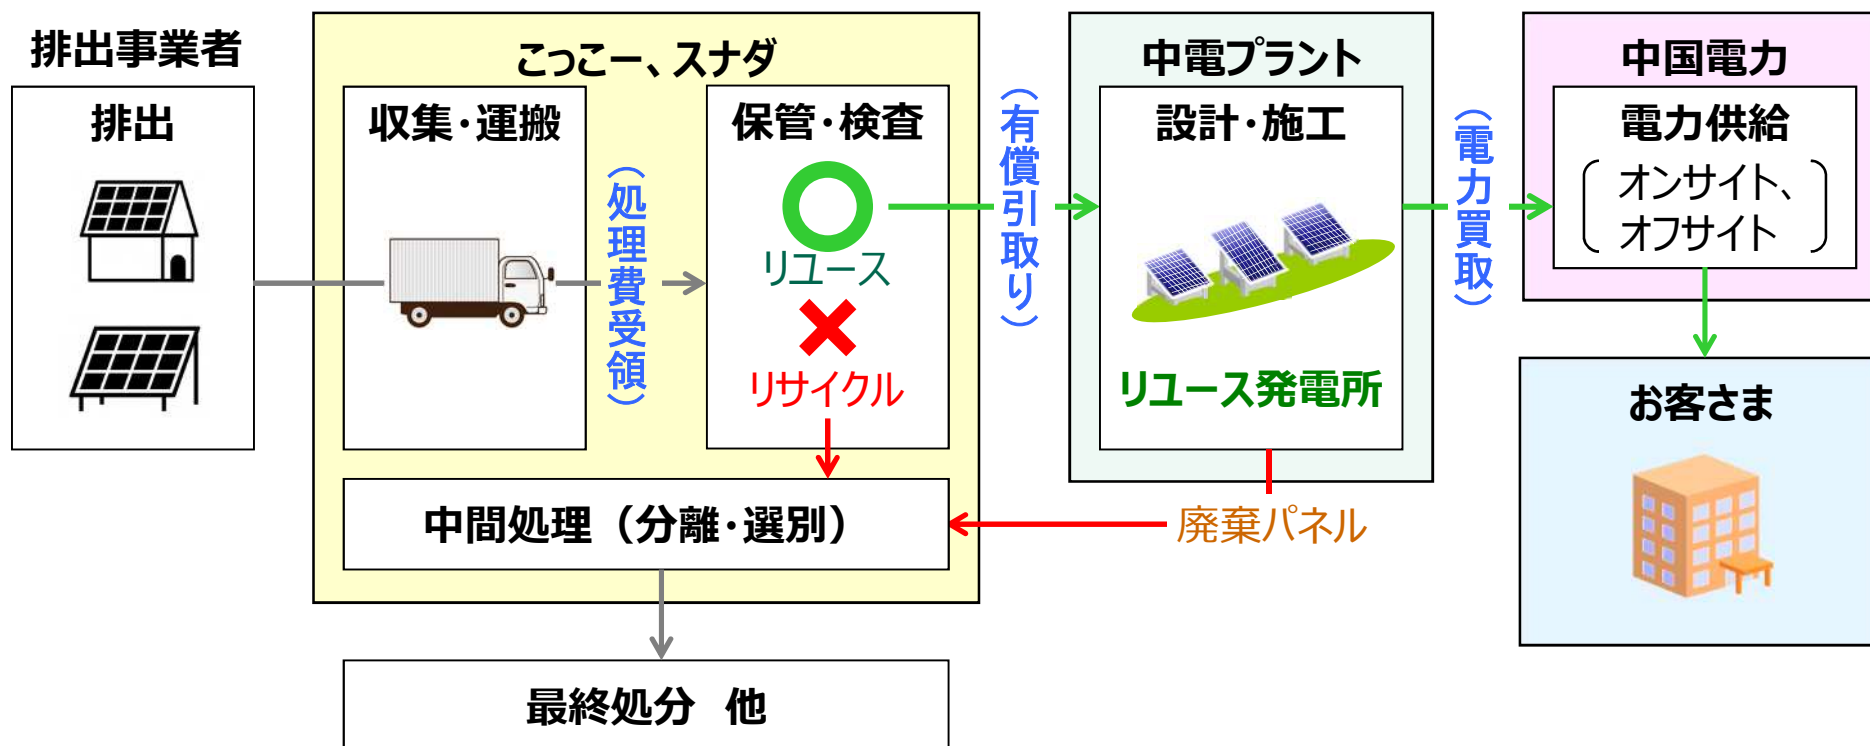 排出事業者
排出
こっこー、スナダ
収集・運搬
（処理費受領）
保管・検査
リユース
リサイクル
中間処理（分離・選別）
最終処分 他
（有償引取り）
中電プラント
設計・施工
リユース発電所
廃棄パネル
（電力買取）
中国電力
電力供給
オンサイト、
オフサイト
お客さま